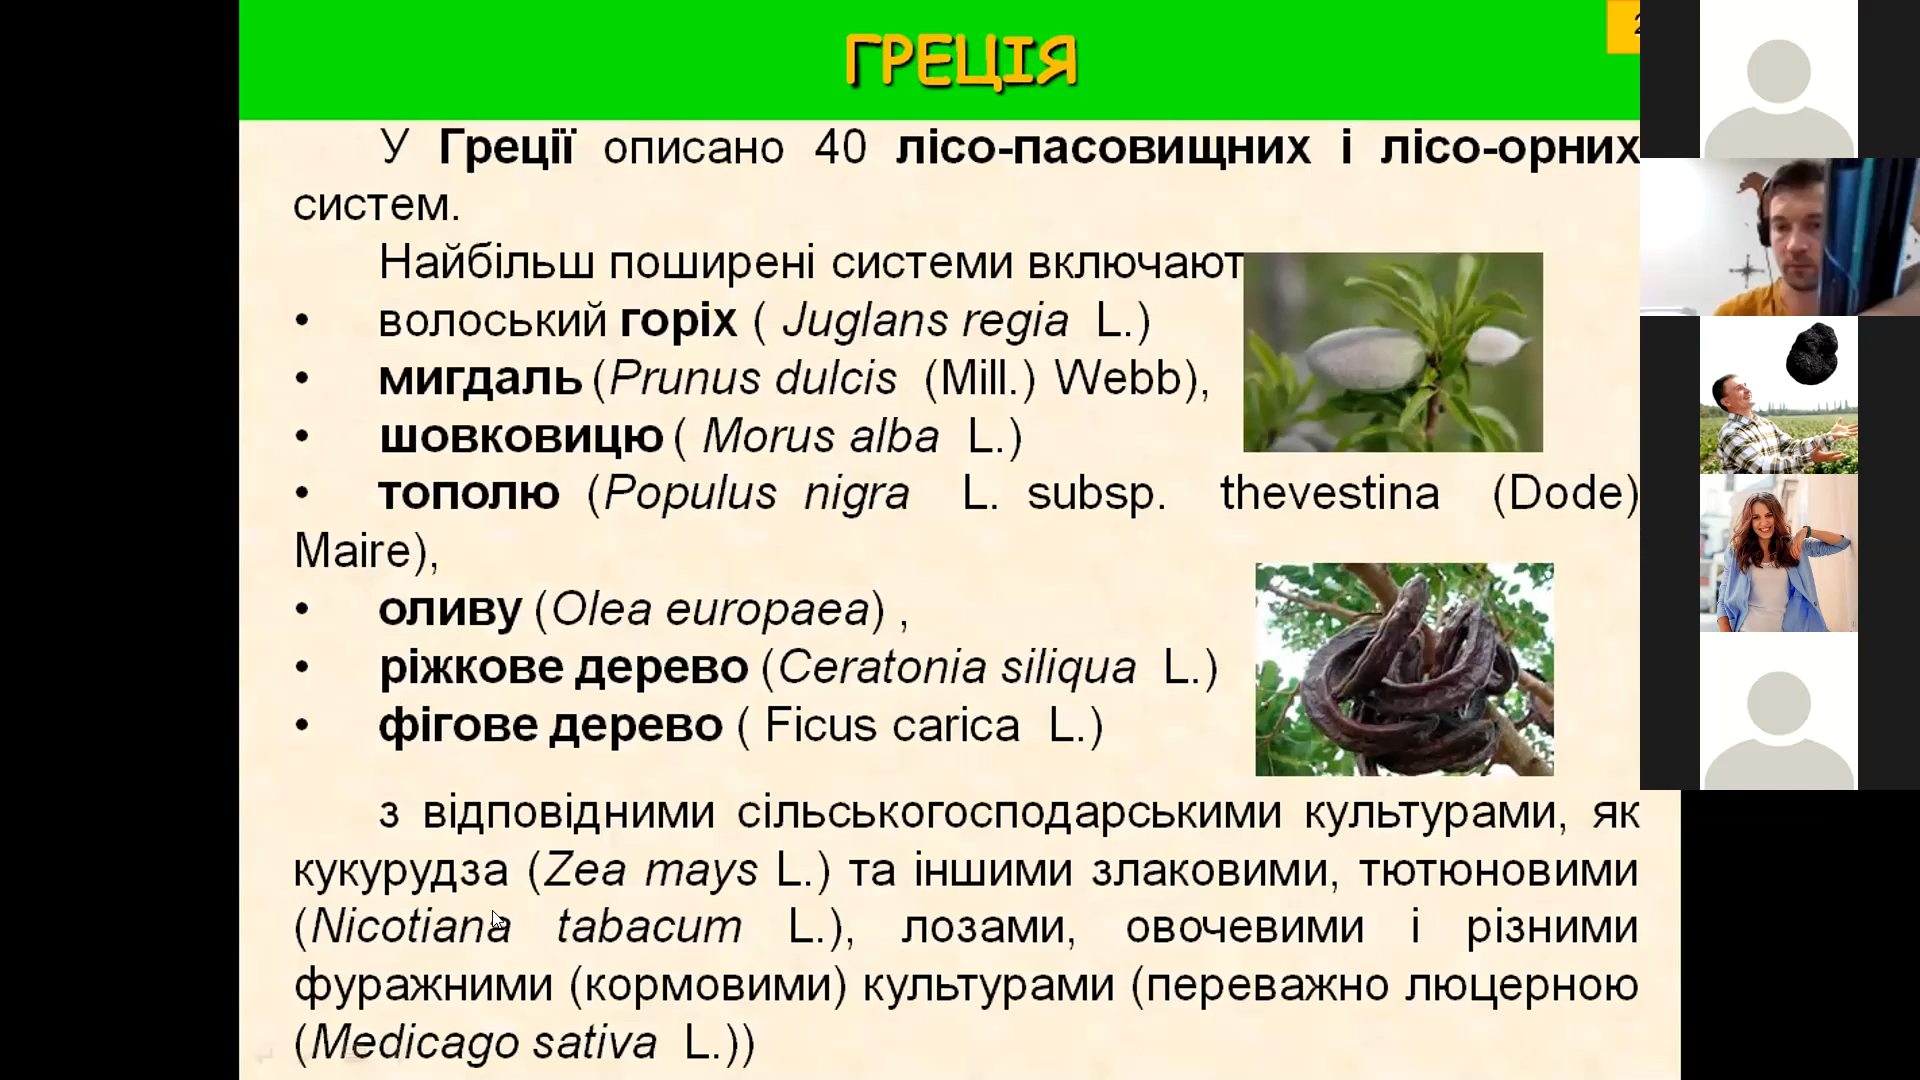 ГРЕЦІЯ
У Греції описано 40 лісо-пасовищних і лісо-орних
систем.
Найбільш поширені системи включают
• волоський горіх ( Juglans regia L.)
• мигдаль (Prunus dulcis (Mill.) Webb),
• шовковицю ( Morus alba L.)
• тополю (Populus nigra L. subsp. thevestina (Dode)
Maire),
• оливу (Olea europaea) ,
• ріжкове дерево (Ceratonia siliqua L.)
• фігове дерево ( Ficus carica L.)
з відповідними сільськогосподарськими культурами, як
кукурудза (Zea mays L.) та іншими злаковими, тютюновими
(Nicotiana tabacum L.), лозами, овочевими і різними
фуражними (кормовими) культурами (переважно люцерною
(Medicago sativa L.))